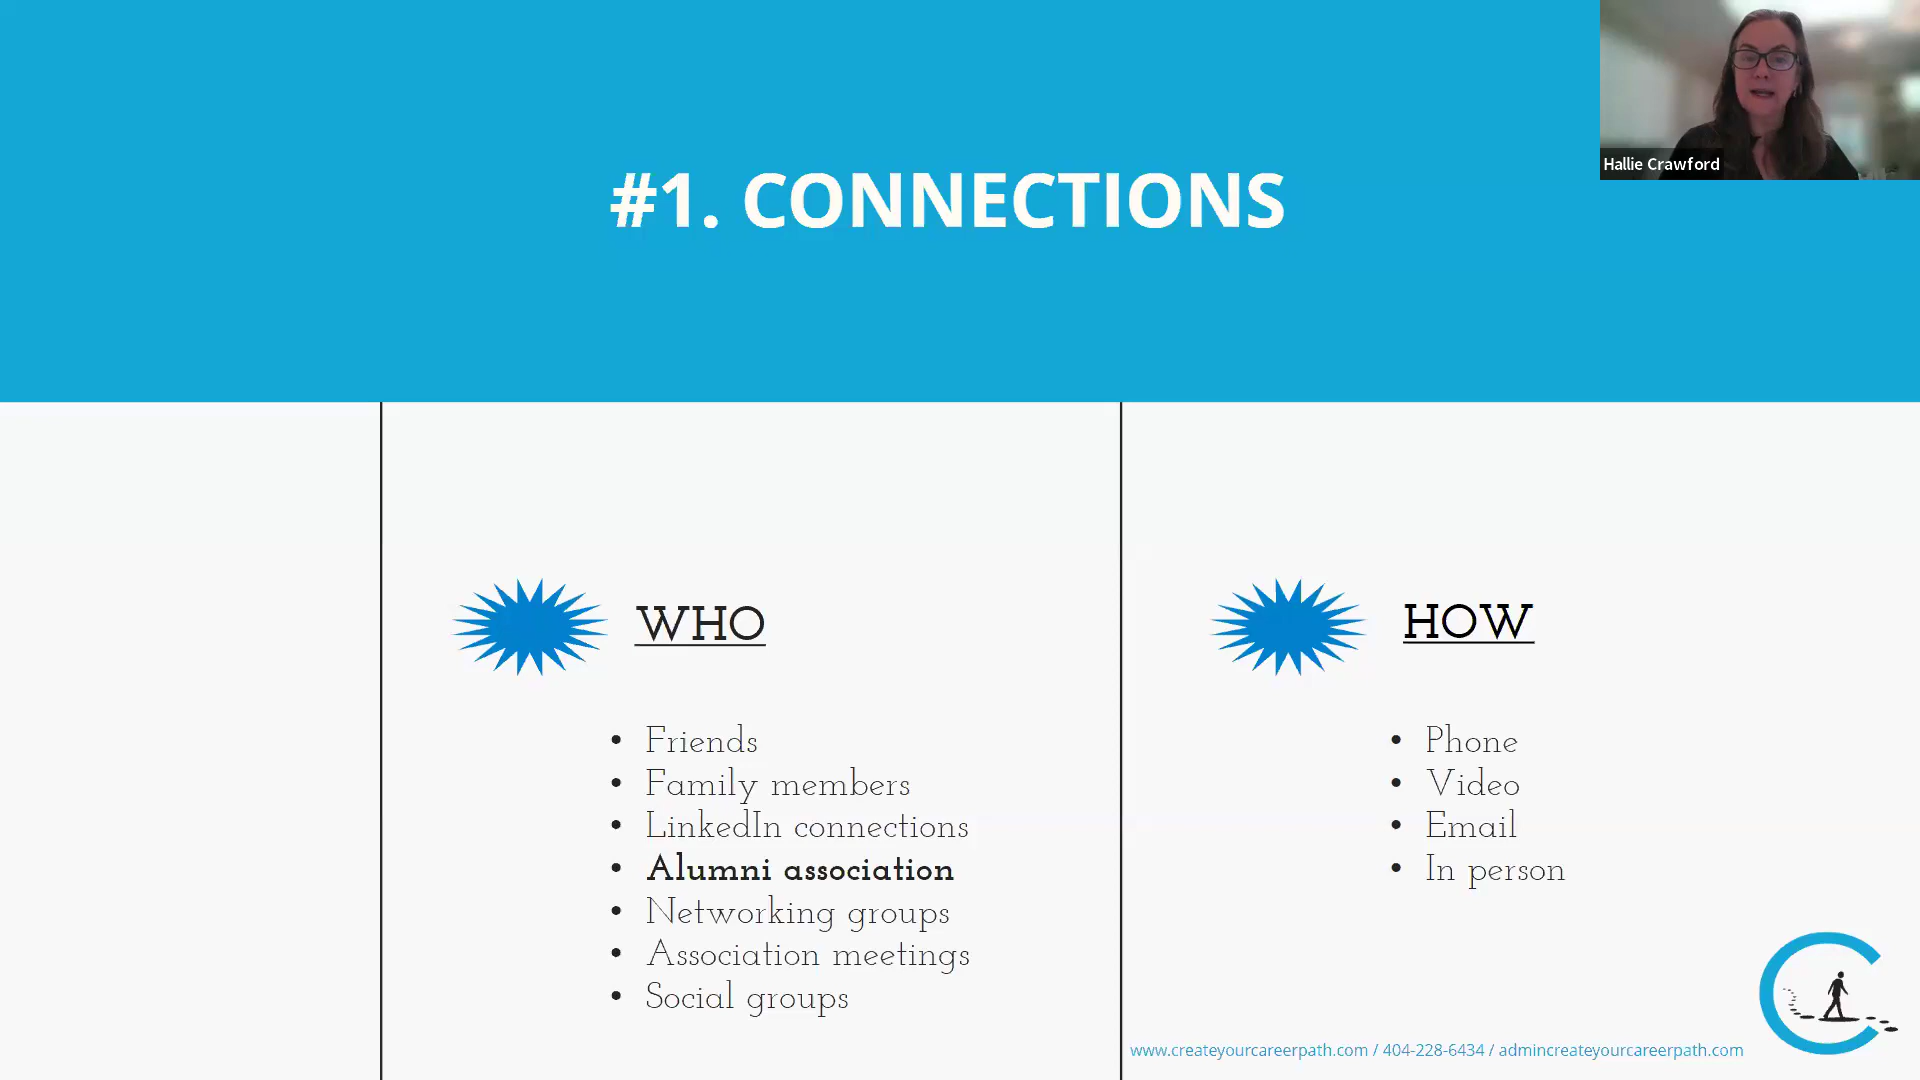 #1. CONNECTIONS
Hallie Crawford
WHO
• Friends
• Family members
• LinkedIn connections
• Alumni association
• Networking groups
• Association meetings
• Social groups
HOW
• Phone
• Video
• Email
• In person
www.createyourcareerpath.com / 404-228-6434 / admincreateyourcareerpath.com